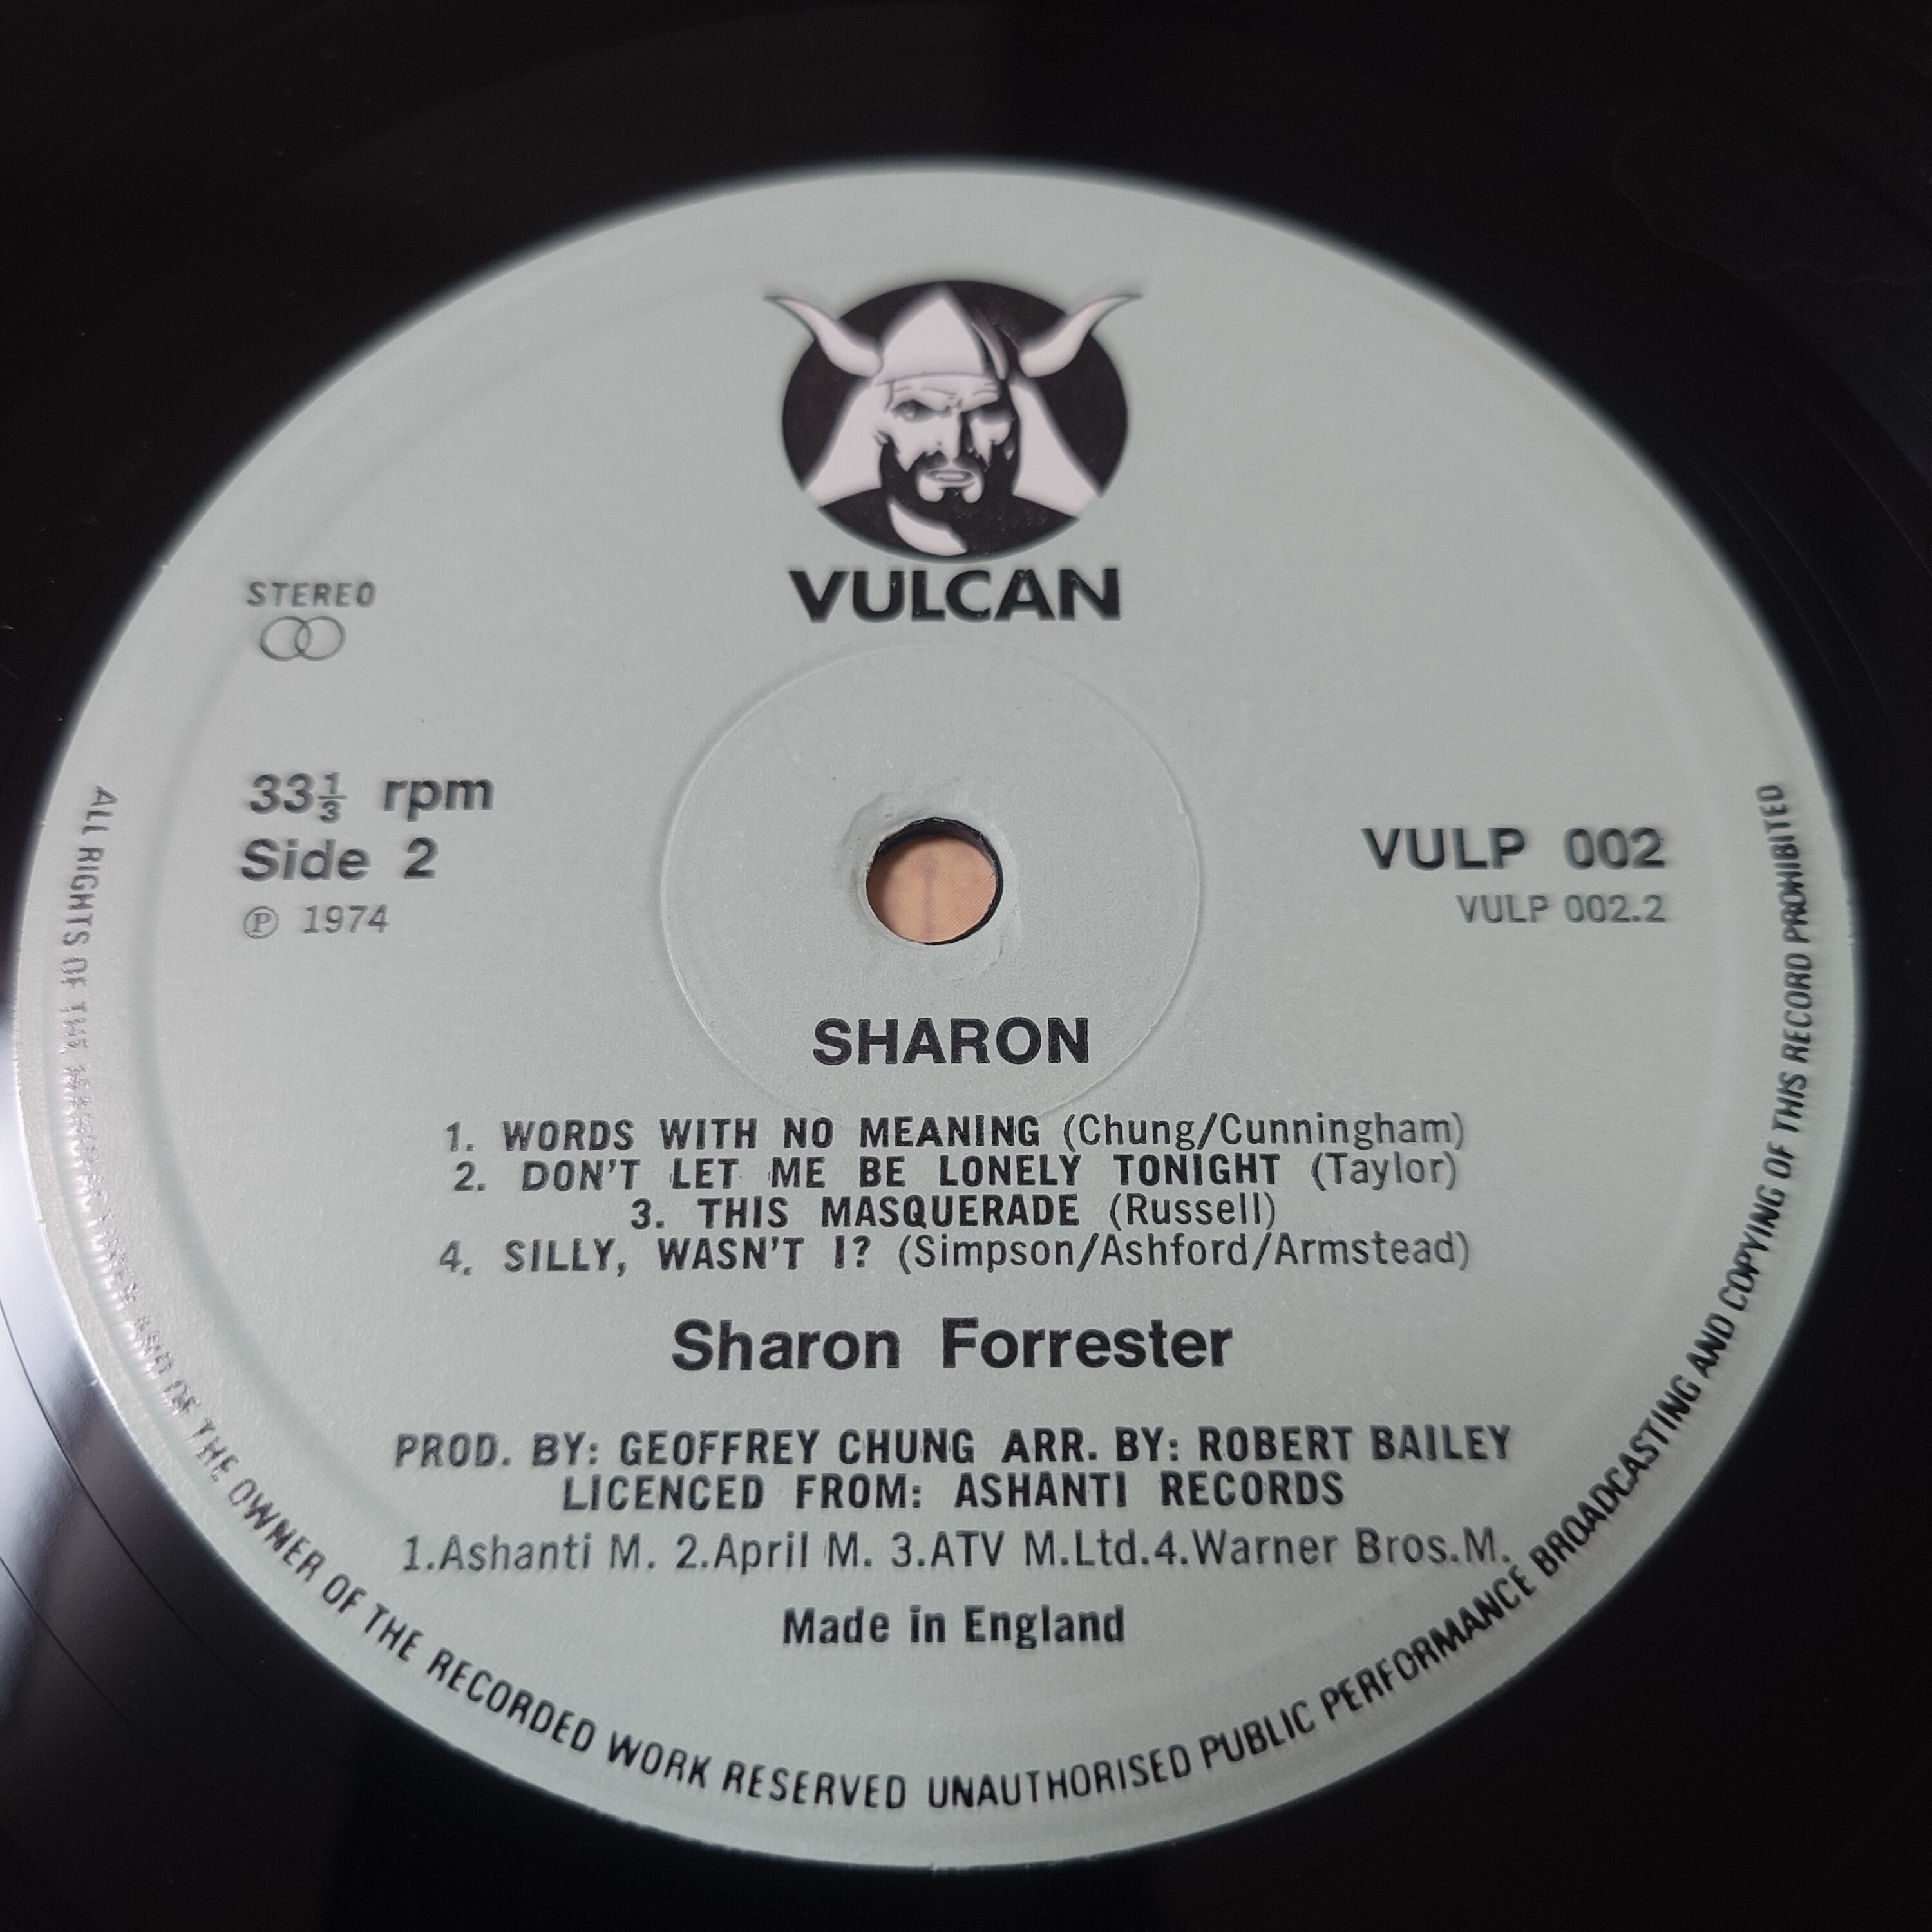 VULCAN
STEREO
33⅓ rpm
Side 2
℗ 1974
VULP 002
VULP 002.2
SHARON
1. WORDS WITH NO MEANING (Chung/Cunningham)
2. DON'T LET ME BE LONELY TONIGHT (Taylor)
3. THIS MASQUERADE (Russell)
4. SILLY, WASN'T I? (Simpson/Ashford/Armstead)
Sharon Forrester
PROD. BY: GEOFFREY CHUNG ARR. BY: ROBERT BAILEY
LICENCED FROM: ASHANTI RECORDS
1.Ashanti M. 2.April M. 3.ATV M.Ltd.4.Warner Bros.M.
Made in England
ALL RIGHTS OF THE MANUFACTURER AND OF THE OWNER OF THE RECORDED WORK RESERVED UNAUTHORISED PUBLIC PERFORMANCE BROADCASTING AND COPYING OF THIS RECORD PROHIBITED